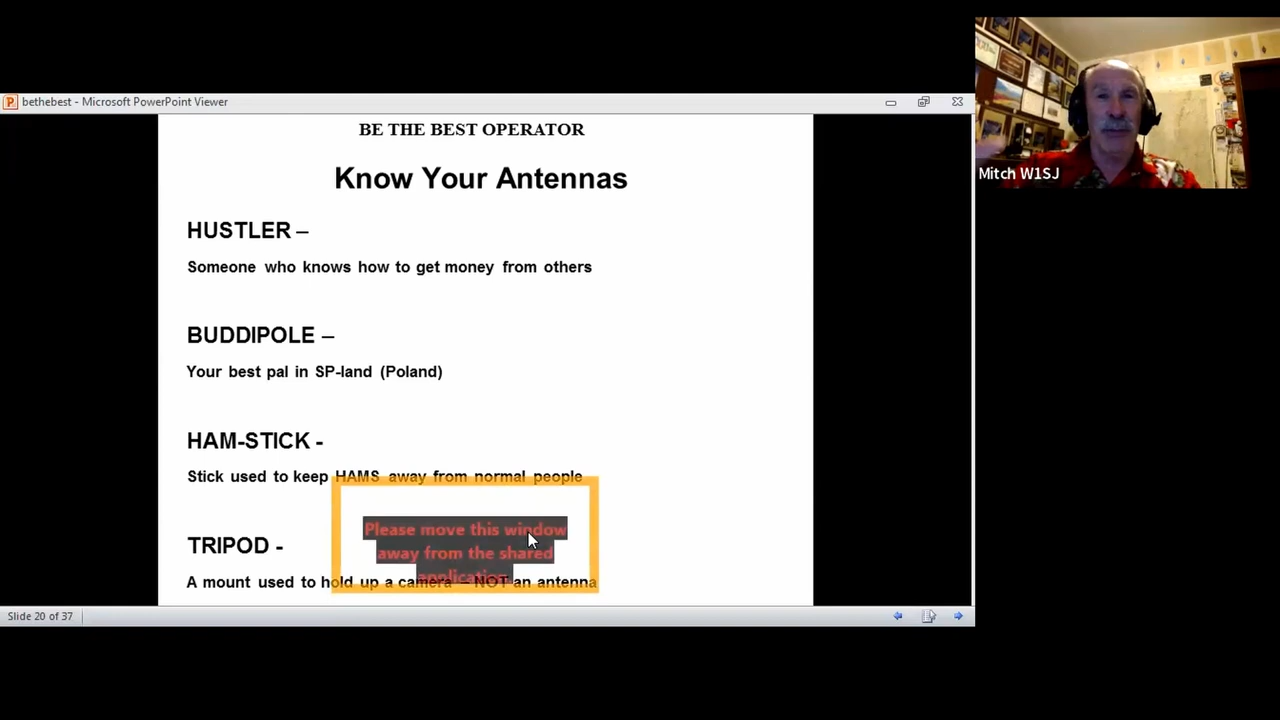 bethebest - Microsoft PowerPoint Viewer
BE THE BEST OPERATOR
Know Your Antennas
HUSTLER –
Someone who knows how to get money from others
BUDDIPOLE –
Your best pal in SP-land (Poland)
HAM-STICK -
Stick used to keep HAMS away from normal people
Please move this window
away from the shared
application
TRIPOD -
A mount used to hold up a camera – NOT an antenna
Slide 20 of 37
Mitch W1SJ